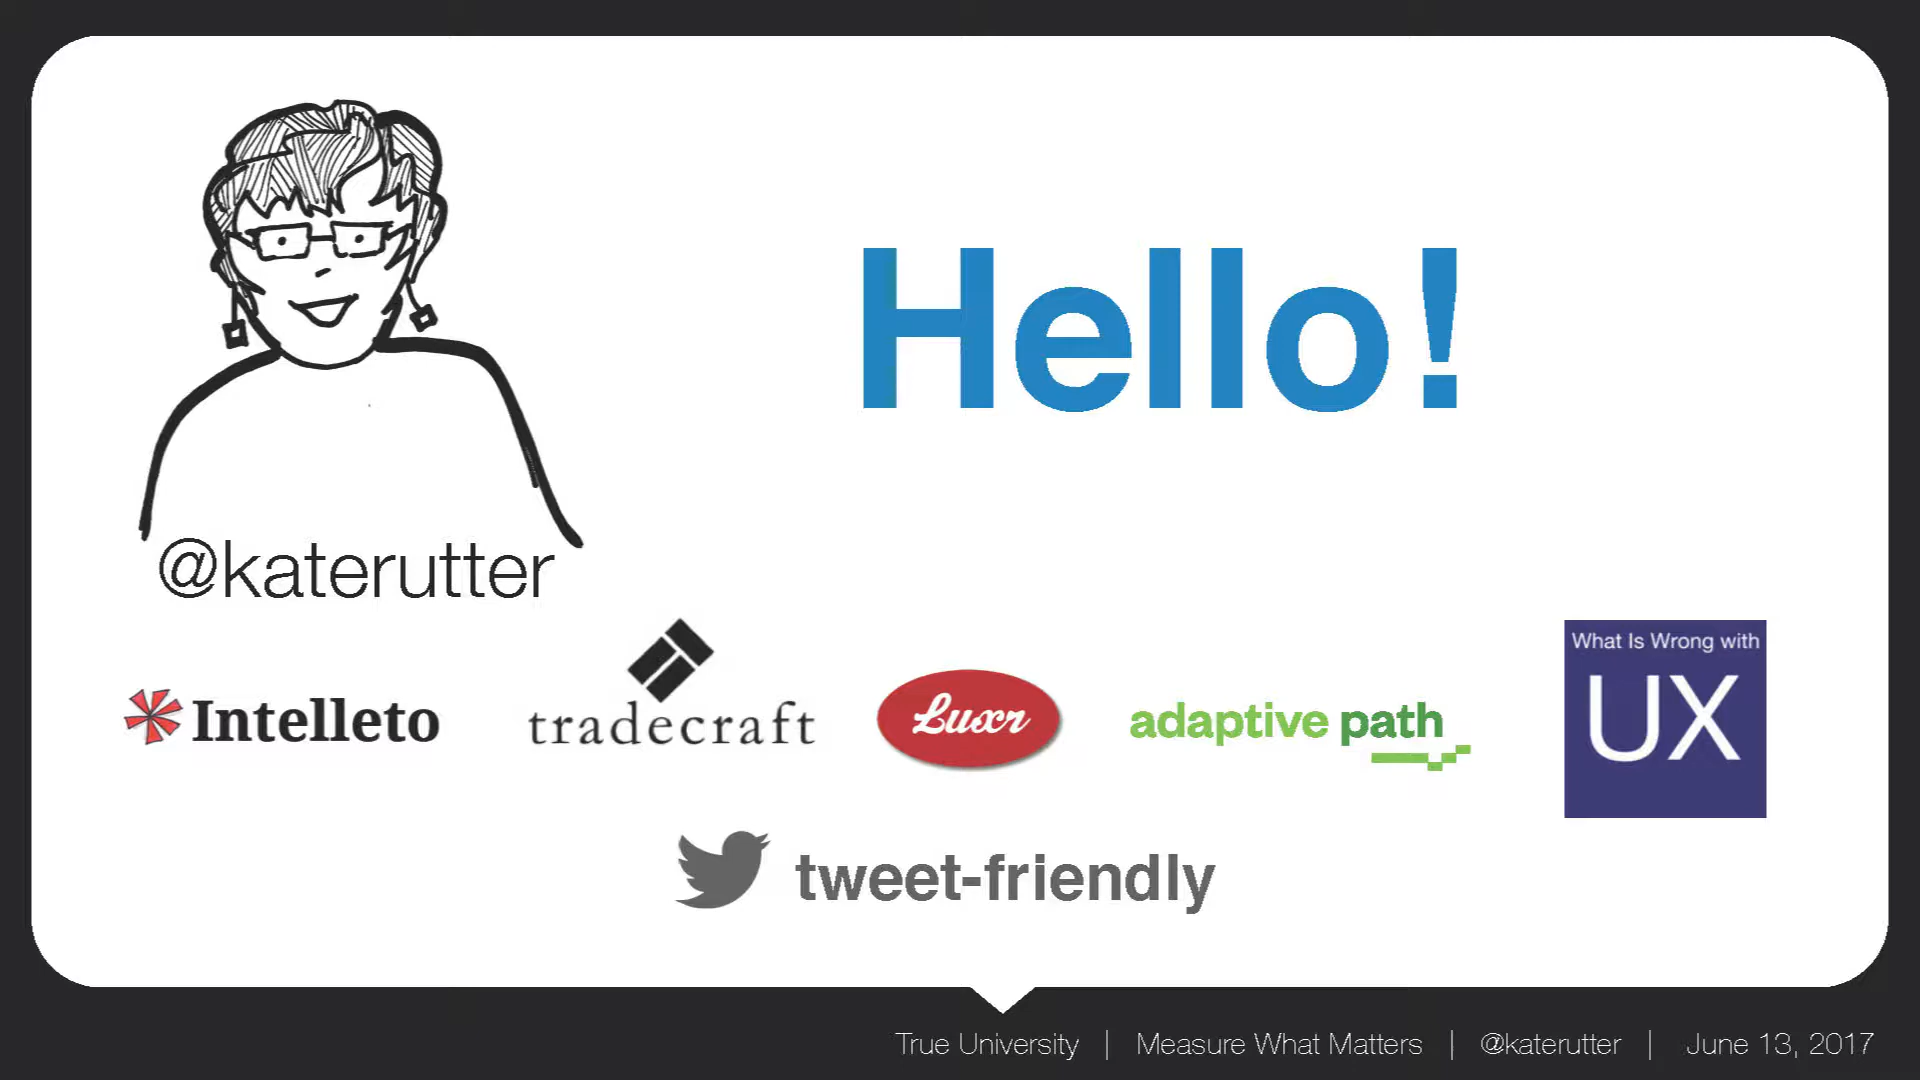 Hello!
@katerutter
Intelleto
tradecraft
Luxr
adaptive path
What Is Wrong with
UX
tweet-friendly
True University | Measure What Matters | @katerutter | June 13, 2017